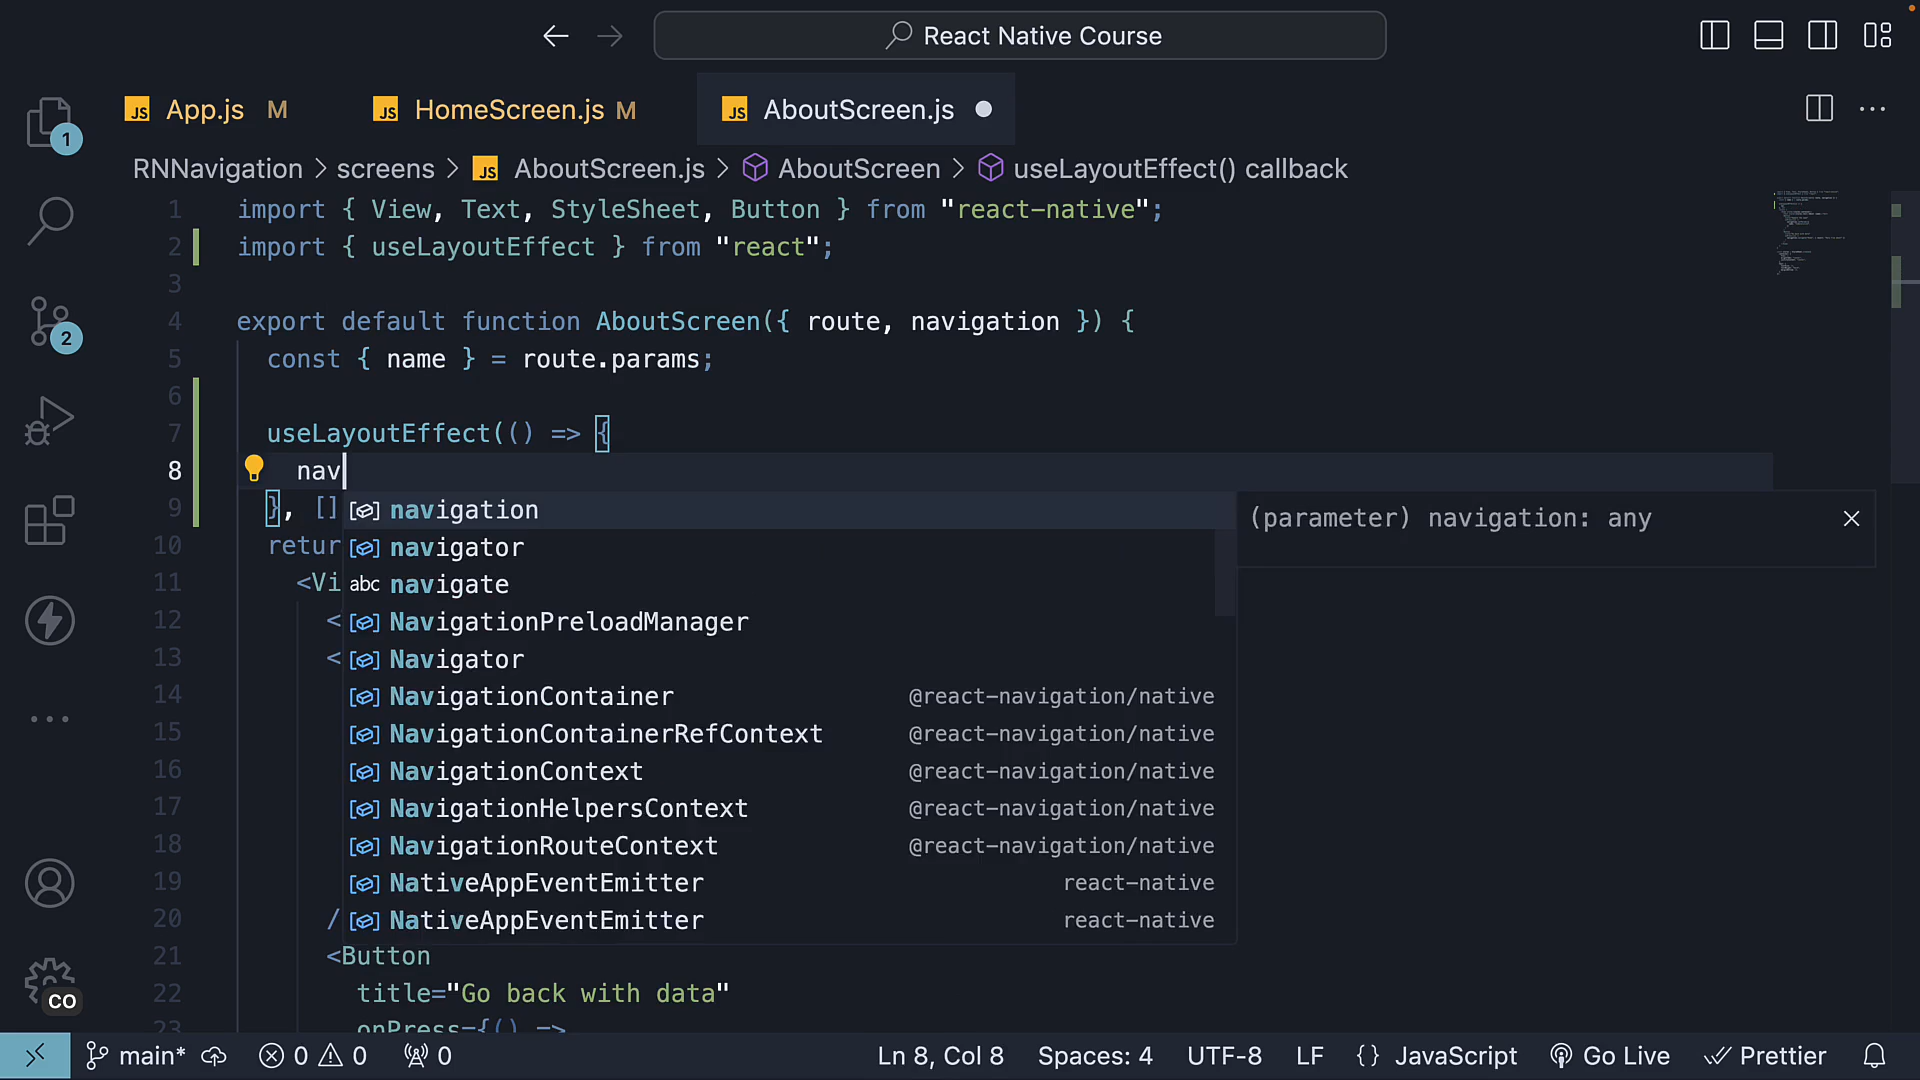 React Native Course
JS App.js M
JS HomeScreen.js M
JS AboutScreen.js
1
RNNavigation > screens > JS AboutScreen.js > AboutScreen > useLayoutEffect() callback
1 import { View, Text, StyleSheet, Button } from "react-native";
2 import { useLayoutEffect } from "react";
3
4 export default function AboutScreen({ route, navigation }) {
5 const { name } = route.params;
6
7 useLayoutEffect(() => {
8 nav
9 }, []
10 retur
11 <Vi
12 <
13 <
14
15
16
17
18
19
20 /
21 <Button
22 title="Go back with data"
23 onPress={() =>
navigation
navigator
abc navigate
NavigationPreloadManager
Navigator
NavigationContainer @react-navigation/native
NavigationContainerRefContext @react-navigation/native
NavigationContext @react-navigation/native
NavigationHelpersContext @react-navigation/native
NavigationRouteContext @react-navigation/native
NativeAppEventEmitter react-native
NativeAppEventEmitter react-native
(parameter) navigation: any
2
CO
main* 0 0 0
Ln 8, Col 8 Spaces: 4 UTF-8 LF {} JavaScript Go Live Prettier